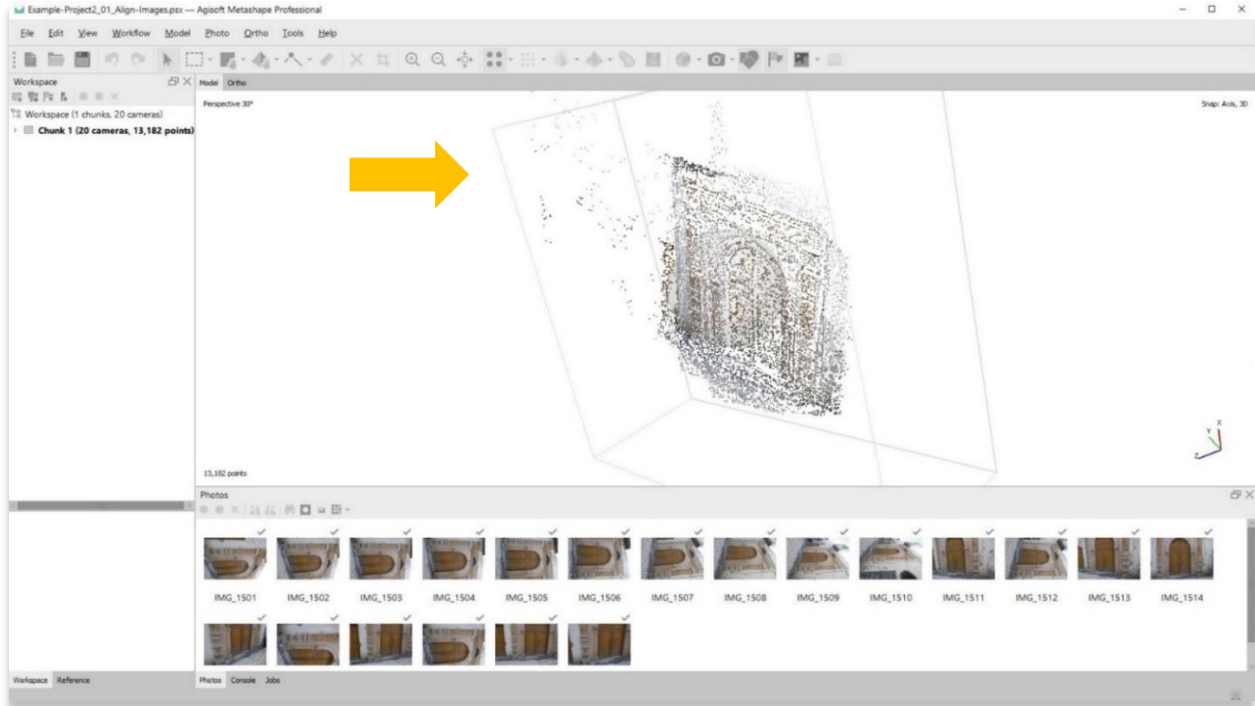 Example-Project2_01_Align-Images.psx — Agisoft Metashape Professional
File Edit View Workflow Model Photo Ortho Tools Help
Workspace
Model Ortho
Workspace (1 chunks, 20 cameras)
Chunk 1 (20 cameras, 13,182 points)
Perspective 30°
Snap: Axis, 3D
X
Y
Z
13,182 points
Photos
IMG_1501 IMG_1502 IMG_1503 IMG_1504 IMG_1505 IMG_1506 IMG_1507 IMG_1508 IMG_1509 IMG_1510 IMG_1511 IMG_1512 IMG_1513 IMG_1514
Workspace Reference
Photos Console Jobs